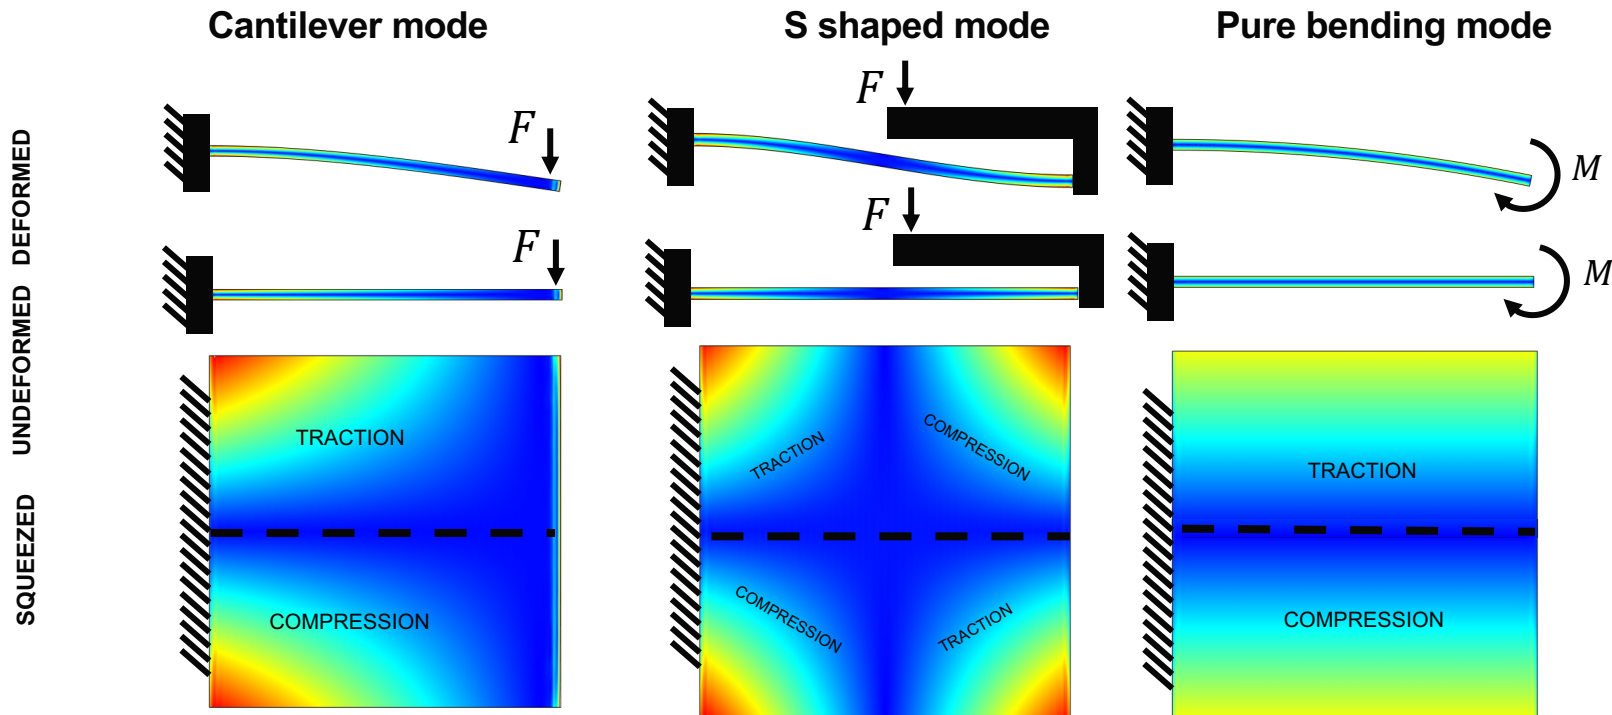 Cantilever mode
S shaped mode
Pure bending mode
DEFORMED
F
F
M
UNDEFORMED
F
F
M
SQUEEZED
TRACTION
COMPRESSION
TRACTION
COMPRESSION
COMPRESSION
TRACTION
TRACTION
COMPRESSION